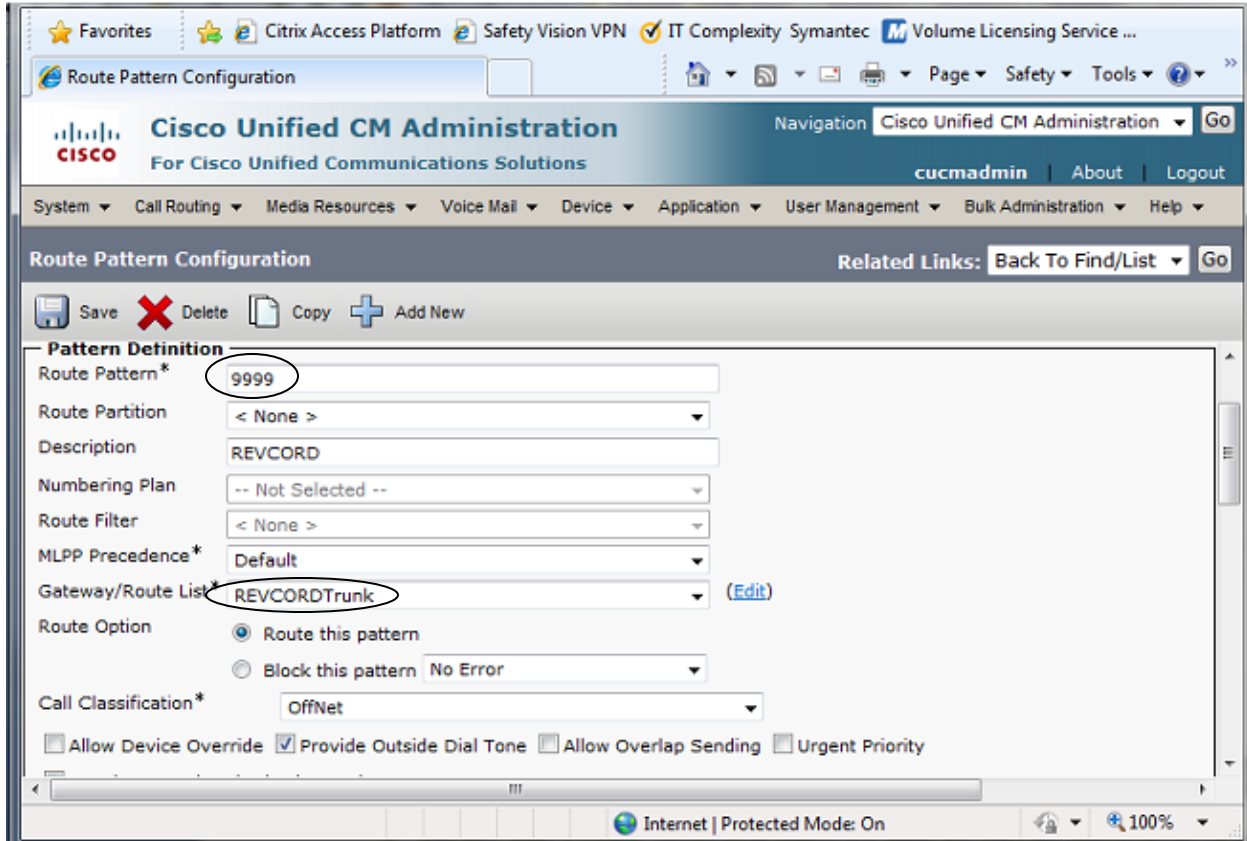 Favorites Citrix Access Platform Safety Vision VPN IT Complexity Symantec Volume Licensing Service ...
Route Pattern Configuration Page Safety Tools »
CISCO Cisco Unified CM Administration Navigation Cisco Unified CM Administration Go
For Cisco Unified Communications Solutions cucmadmin | About | Logout
System Call Routing Media Resources Voice Mail Device Application User Management Bulk Administration Help
Route Pattern Configuration Related Links: Back To Find/List Go
Save Delete Copy Add New
Pattern Definition
Route Pattern* 9999
Route Partition < None >
Description REVCORD
Numbering Plan -- Not Selected --
Route Filter < None >
MLPP Precedence* Default
Gateway/Route List* REVCORDTrunk (Edit)
Route Option Route this pattern
Block this pattern No Error
Call Classification* OffNet
Allow Device Override Provide Outside Dial Tone Allow Overlap Sending Urgent Priority
Internet | Protected Mode: On 100%